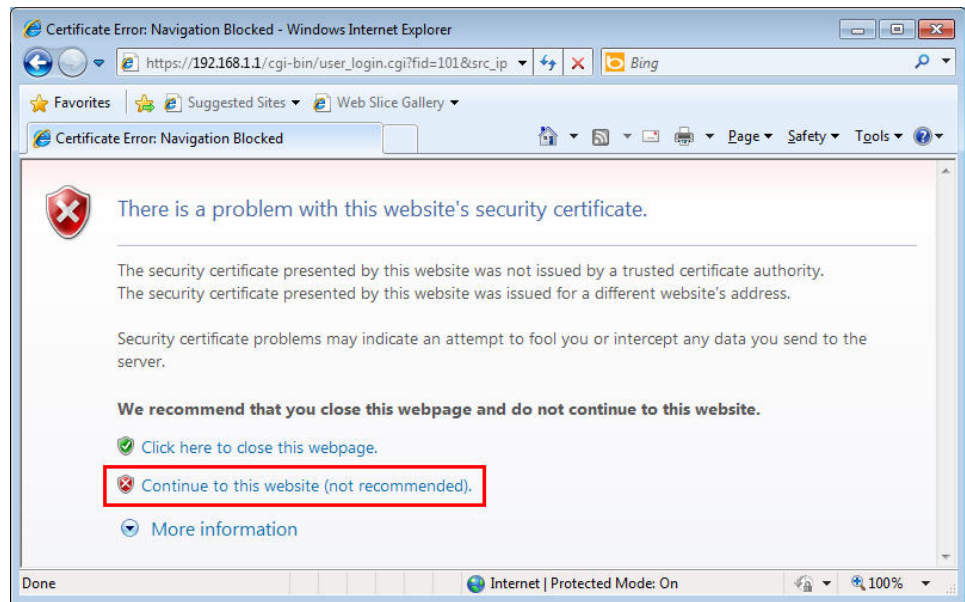 Certificate Error: Navigation Blocked - Windows Internet Explorer
https://192.168.1.1/cgi-bin/user_login.cgi?fid=101&src_ip
Bing
Favorites Suggested Sites Web Slice Gallery
Certificate Error: Navigation Blocked
Page Safety Tools
There is a problem with this website's security certificate.
The security certificate presented by this website was not issued by a trusted certificate authority.
The security certificate presented by this website was issued for a different website's address.
Security certificate problems may indicate an attempt to fool you or intercept any data you send to the
server.
We recommend that you close this webpage and do not continue to this website.
Click here to close this webpage.
Continue to this website (not recommended).
More information
Done Internet | Protected Mode: On 100%